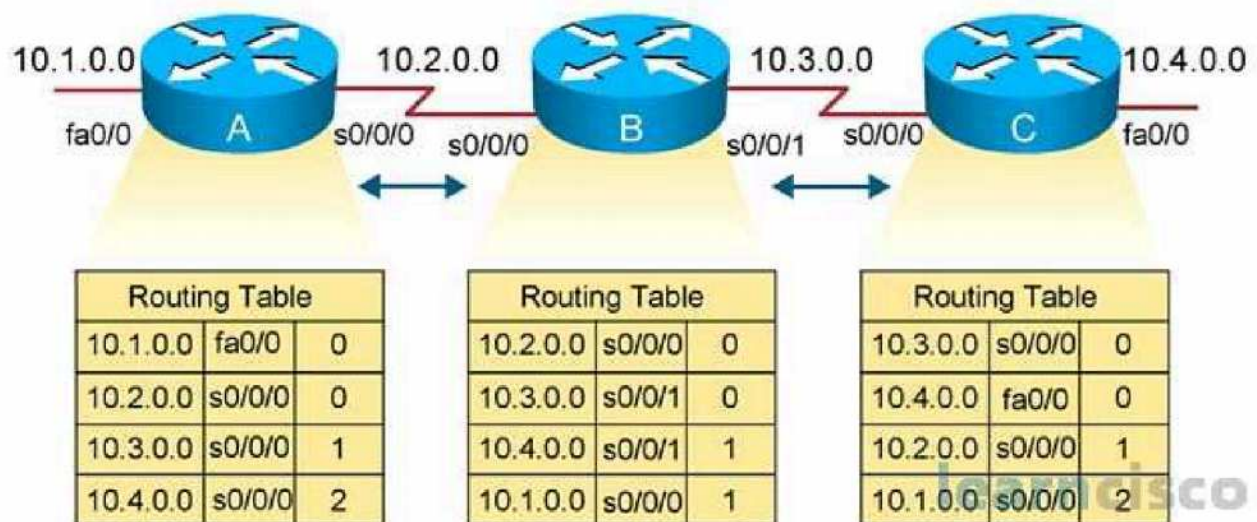 10.1.0.0 10.2.0.0 10.3.0.0 10.4.0.0
fa0/0 A s0/0/0 s0/0/0 B s0/0/1 s0/0/0 C fa0/0
Routing Table
10.1.0.0 fa0/0 0
10.2.0.0 s0/0/0 0
10.3.0.0 s0/0/0 1
10.4.0.0 s0/0/0 2
Routing Table
10.2.0.0 s0/0/0 0
10.3.0.0 s0/0/1 0
10.4.0.0 s0/0/1 1
10.1.0.0 s0/0/0 1
Routing Table
10.3.0.0 s0/0/0 0
10.4.0.0 fa0/0 0
10.2.0.0 s0/0/0 1
10.1.0.0 s0/0/0 2
learncisco